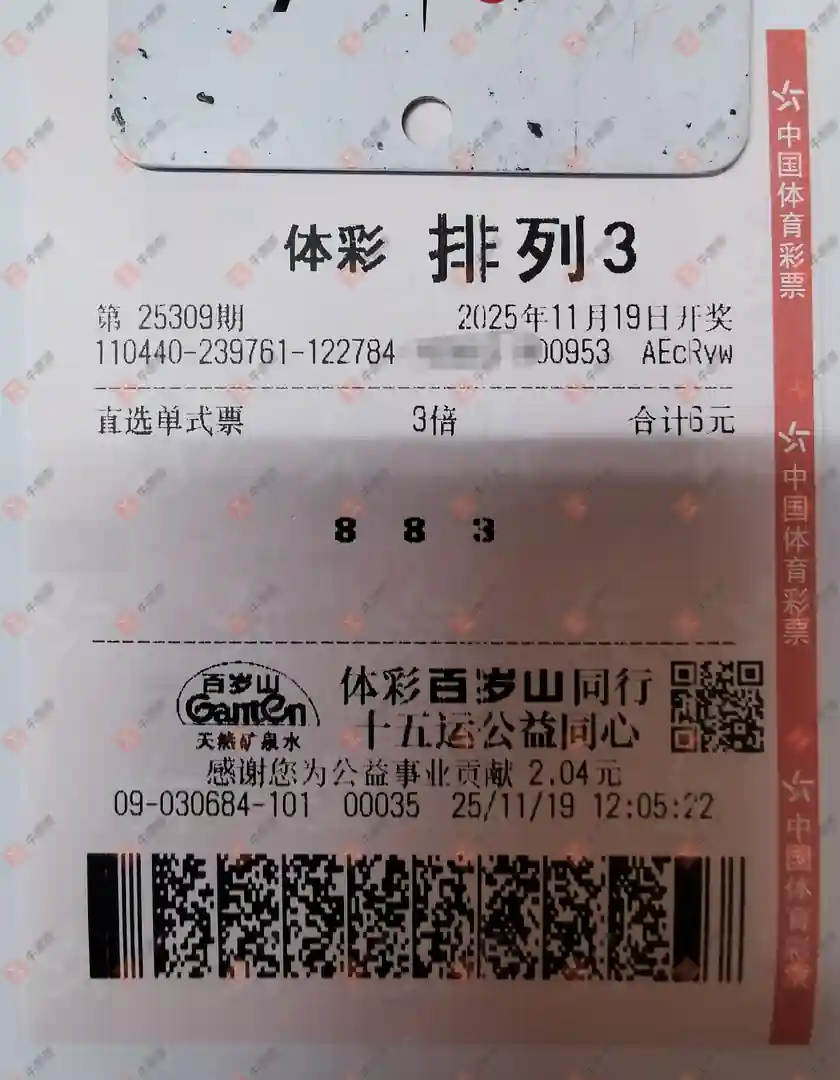 体彩 排列3
第 25309期 2025年11月19日开奖
110440-239761-122784 00953 AEcRvw
直选单式票 3倍 合计6元
8 8 3
百岁山
Ganten
天然矿泉水
体彩百岁山同行
十五运公益同心
感谢您为公益事业贡献 2.04元
09-030684-101 00035 25/11/19 12:05:22
中国体育彩票
中国体育彩票
中国体育彩